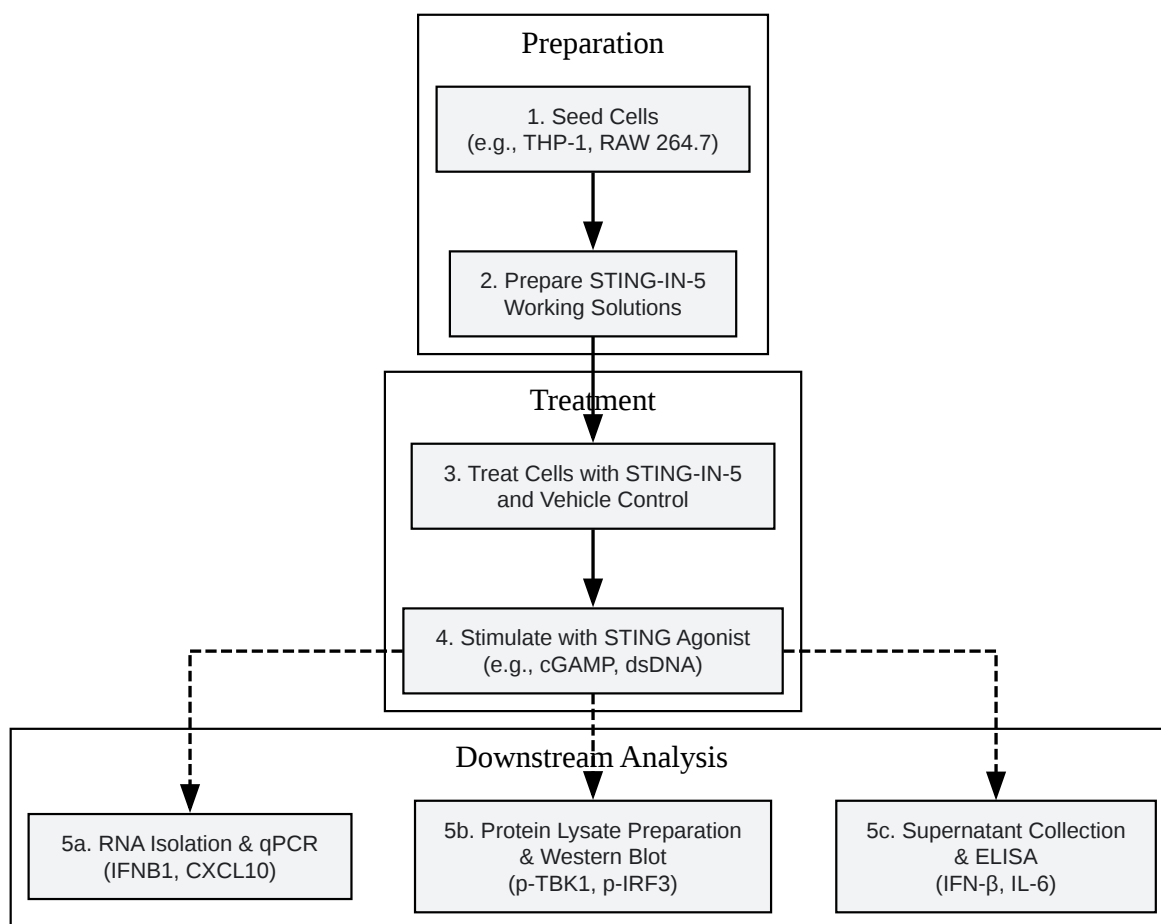 Preparation
1. Seed Cells
(e.g., THP-1, RAW 264.7)
2. Prepare STING-IN-5
Working Solutions
Treatment
3. Treat Cells with STING-IN-5
and Vehicle Control
4. Stimulate with STING Agonist
(e.g., cGAMP, dsDNA)
Downstream Analysis
5a. RNA Isolation & qPCR
(IFNB1, CXCL10)
5b. Protein Lysate Preparation
& Western Blot
(p-TBK1, p-IRF3)
5c. Supernatant Collection
& ELISA
(IFN-β, IL-6)